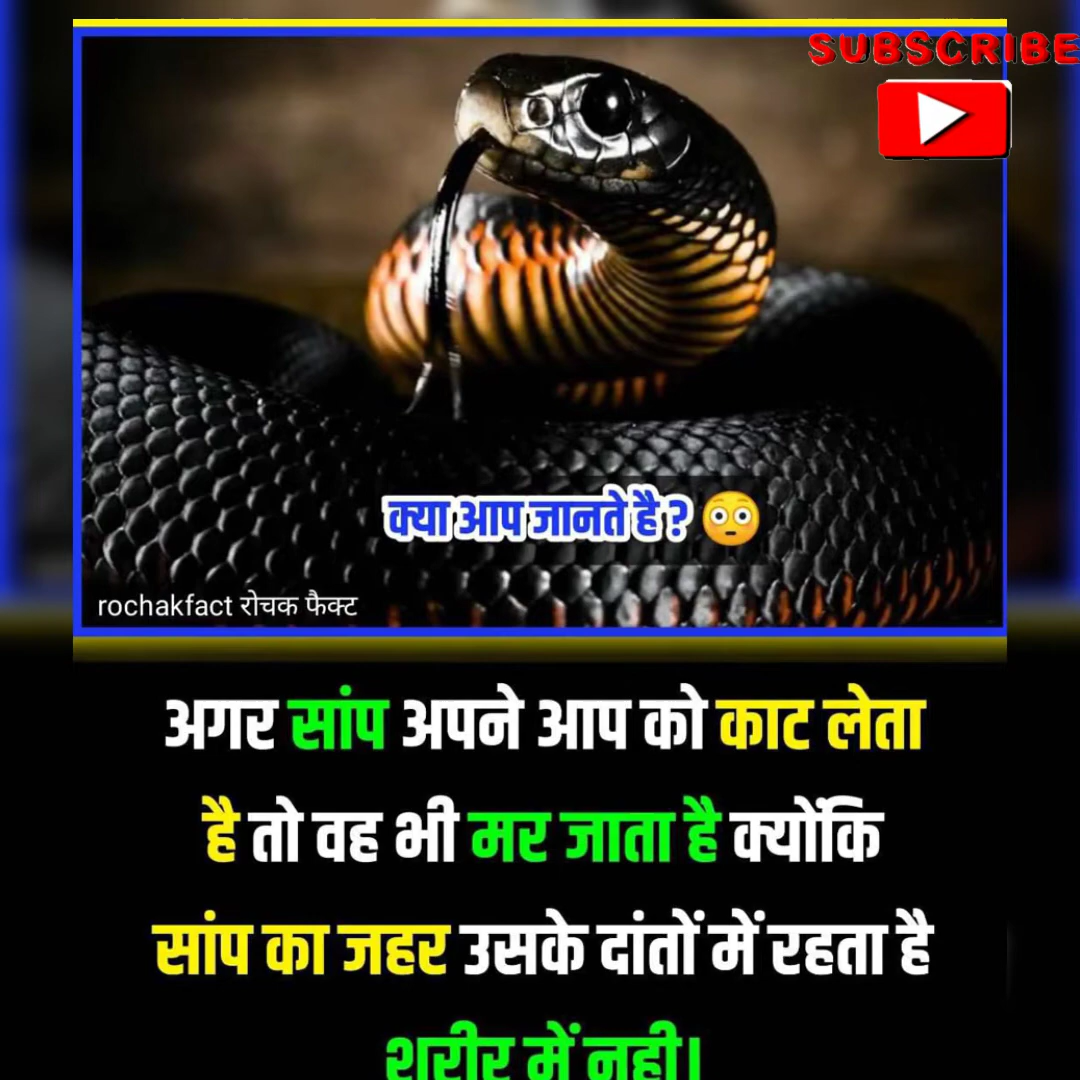 SUBSCRIBE
क्या आप जानते है?
rochakfact रोचक फैक्ट
अगर सांप अपने आप को काट लेता
है तो वह भी मर जाता है क्योंकि
सांप का जहर उसके दांतों में रहता है
शरीर में नही।